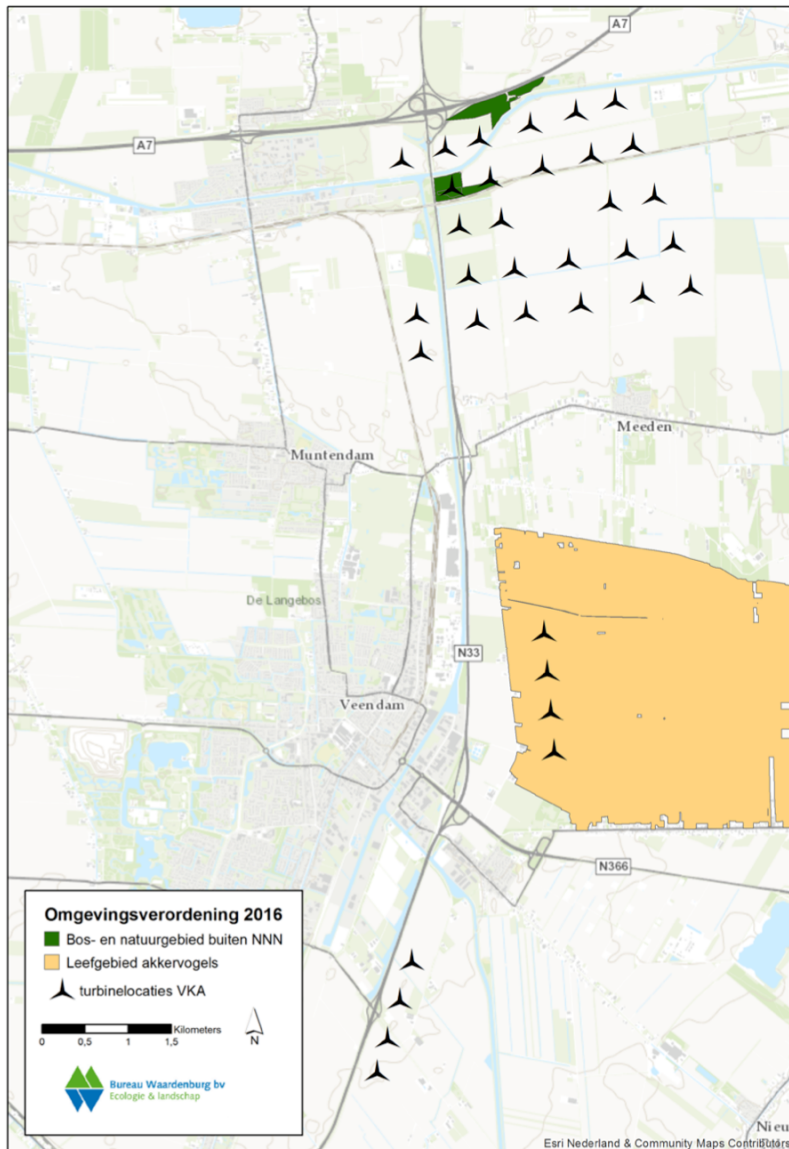 A7
A7
Meeden
Muntendam
De Langebos
N33
Veendam
N366
Omgevingsverordening 2016
Bos- en natuurgebied buiten NNN
Leefgebied akkervogels
turbinelocaties VKA
Kilometers
0 0,5 1 1,5
N
Bureau Waardenburg bv
Ecologie & landschap
Nieu
Esri Nederland & Community Maps Contributors